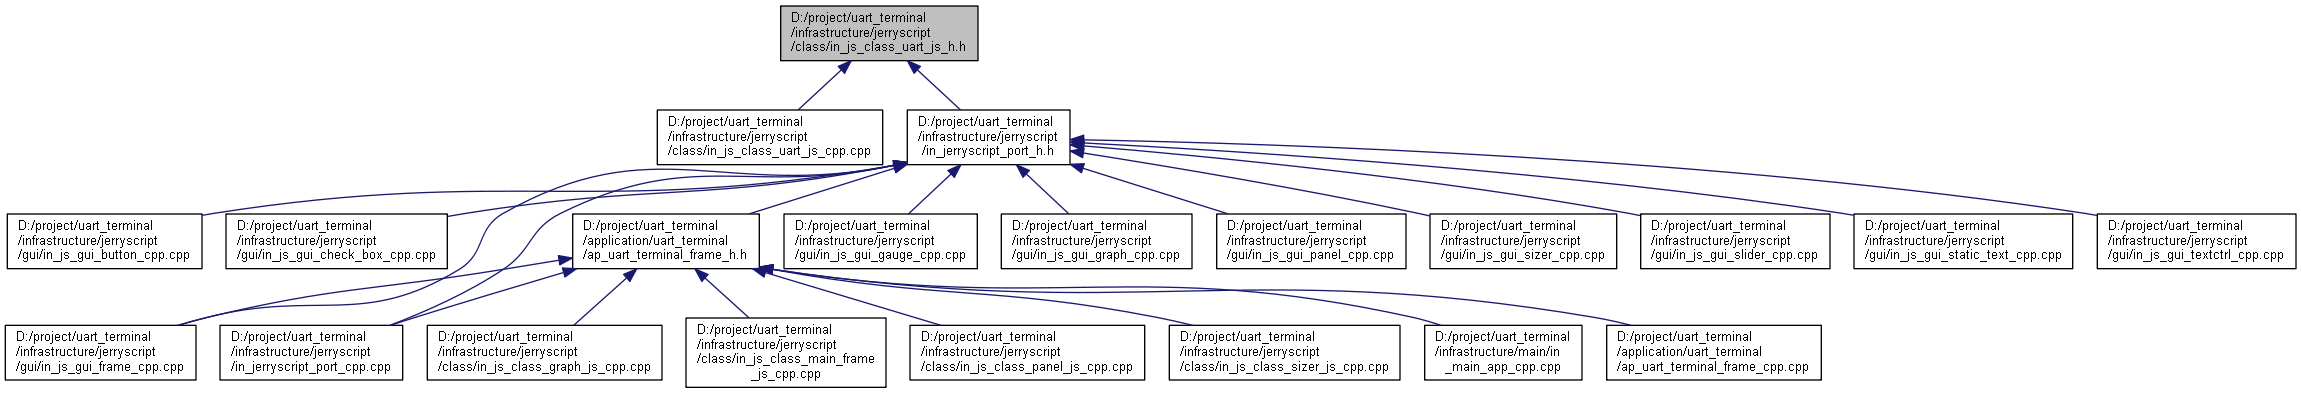 D:/project/uart_terminal
/infrastructure/jerryscript
/class/in_js_class_uart_js_h.h
D:/project/uart_terminal
/infrastructure/jerryscript
/class/in_js_class_uart_js_cpp.cpp
D:/project/uart_terminal
/infrastructure/jerryscript
/in_jerryscript_port_h.h
D:/project/uart_terminal
/infrastructure/jerryscript
/gui/in_js_gui_button_cpp.cpp
D:/project/uart_terminal
/infrastructure/jerryscript
/gui/in_js_gui_check_box_cpp.cpp
D:/project/uart_terminal
/application/uart_terminal
/ap_uart_terminal_frame_h.h
D:/project/uart_terminal
/infrastructure/jerryscript
/gui/in_js_gui_gauge_cpp.cpp
D:/project/uart_terminal
/infrastructure/jerryscript
/gui/in_js_gui_graph_cpp.cpp
D:/project/uart_terminal
/infrastructure/jerryscript
/gui/in_js_gui_panel_cpp.cpp
D:/project/uart_terminal
/infrastructure/jerryscript
/gui/in_js_gui_sizer_cpp.cpp
D:/project/uart_terminal
/infrastructure/jerryscript
/gui/in_js_gui_slider_cpp.cpp
D:/project/uart_terminal
/infrastructure/jerryscript
/gui/in_js_gui_static_text_cpp.cpp
D:/project/uart_terminal
/infrastructure/jerryscript
/gui/in_js_gui_textctrl_cpp.cpp
D:/project/uart_terminal
/infrastructure/jerryscript
/gui/in_js_gui_frame_cpp.cpp
D:/project/uart_terminal
/infrastructure/jerryscript
/in_jerryscript_port_cpp.cpp
D:/project/uart_terminal
/infrastructure/jerryscript
/class/in_js_class_graph_js_cpp.cpp
D:/project/uart_terminal
/infrastructure/jerryscript
/class/in_js_class_main_frame
_js_cpp.cpp
D:/project/uart_terminal
/infrastructure/jerryscript
/class/in_js_class_panel_js_cpp.cpp
D:/project/uart_terminal
/infrastructure/jerryscript
/class/in_js_class_sizer_js_cpp.cpp
D:/project/uart_terminal
/infrastructure/main/in
_main_app_cpp.cpp
D:/project/uart_terminal
/application/uart_terminal
/ap_uart_terminal_frame_cpp.cpp